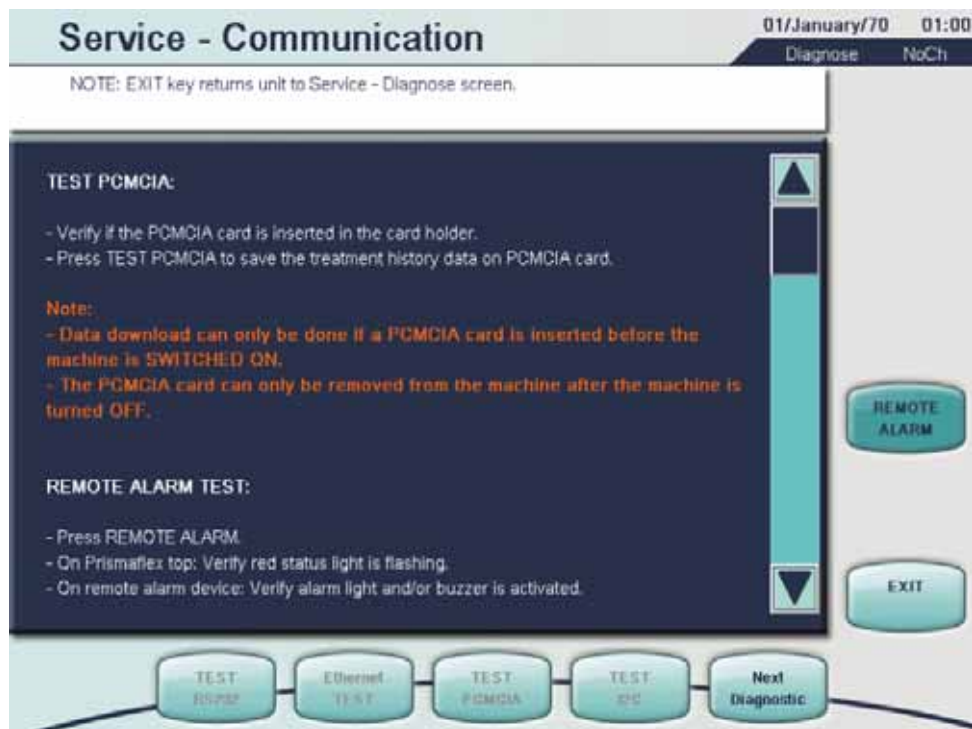 Service - Communication
01/January/70 01:00
Diagnose NoCh
NOTE: EXIT key returns unit to Service - Diagnose screen.
TEST PCMCIA:
- Verify if the PCMCIA card is inserted in the card holder.
- Press TEST PCMCIA to save the treatment history data on PCMCIA card.
Note:
- Data download can only be done if a PCMCIA card is inserted before the
machine is SWITCHED ON.
- The PCMCIA card can only be removed from the machine after the machine is
turned OFF.
REMOTE
ALARM
REMOTE ALARM TEST:
- Press REMOTE ALARM.
- On Prismaflex top: Verify red status light is flashing.
- On remote alarm device: Verify alarm light and/or buzzer is activated.
EXIT
TEST
RS232
Ethernet
TEST
TEST
PCMCIA
TEST
I2C
Next
Diagnostic